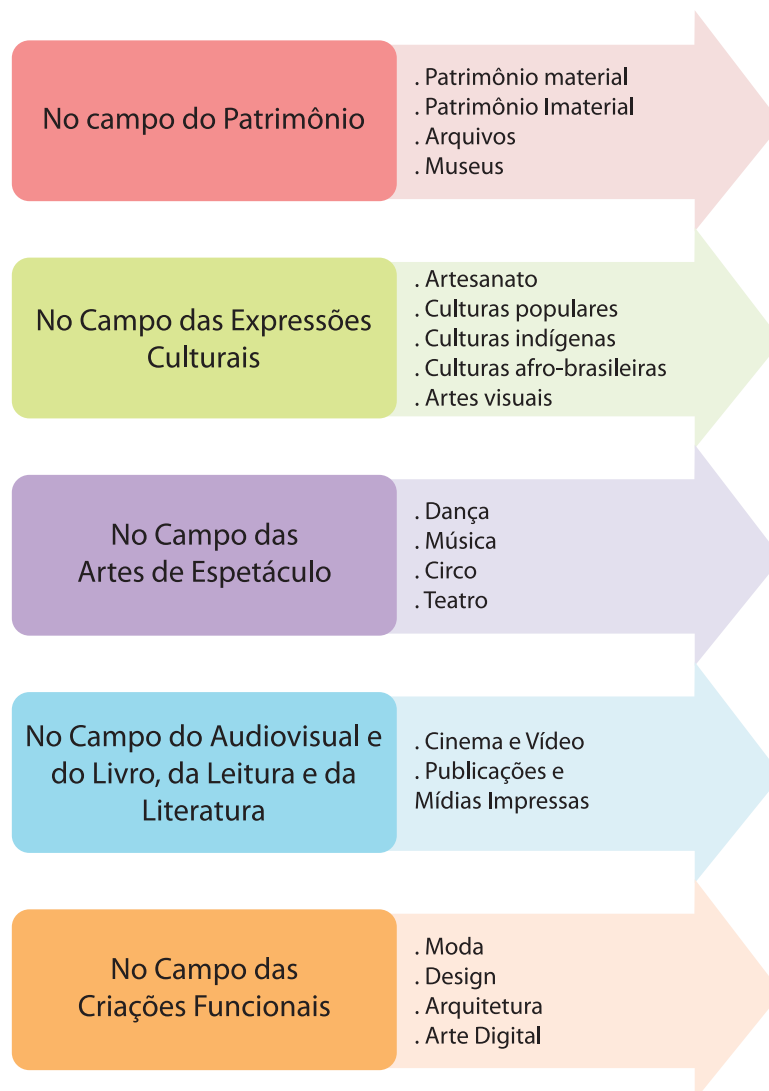 No campo do Patrimônio
. Patrimônio material
. Patrimônio Imaterial
. Arquivos
. Museus
No Campo das Expressões
Culturais
. Artesanato
. Culturas populares
. Culturas indígenas
. Culturas afro-brasileiras
. Artes visuais
No Campo das
Artes de Espetáculo
. Dança
. Música
. Circo
. Teatro
No Campo do Audiovisual e
do Livro, da Leitura e da
Literatura
. Cinema e Vídeo
. Publicações e
Mídias Impressas
No Campo das
Criações Funcionais
. Moda
. Design
. Arquitetura
. Arte Digital